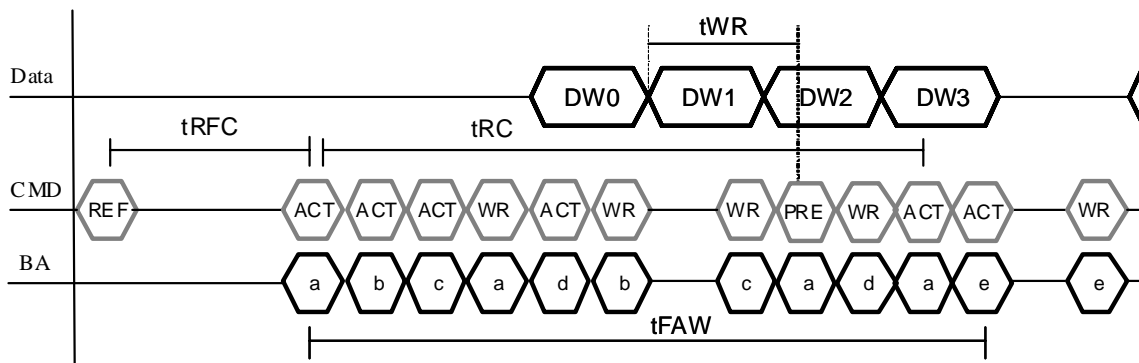 tWR
Data DW0 DW1 DW2 DW3
tRFC tRC
CMD REF ACT ACT ACT WR ACT WR WR PRE WR ACT ACT WR
BA a b c a d b c a d a e e
tFAW